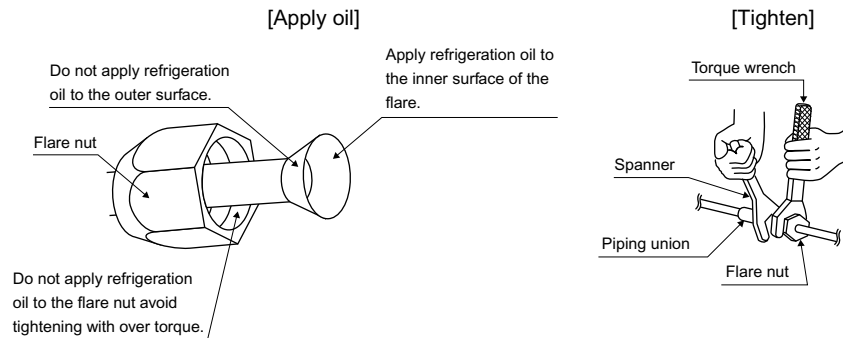 [Apply oil]
Do not apply refrigeration
oil to the outer surface.
Apply refrigeration oil to
the inner surface of the
flare.
Flare nut
Do not apply refrigeration
oil to the flare nut avoid
tightening with over torque.
[Tighten]
Torque wrench
Spanner
Piping union
Flare nut